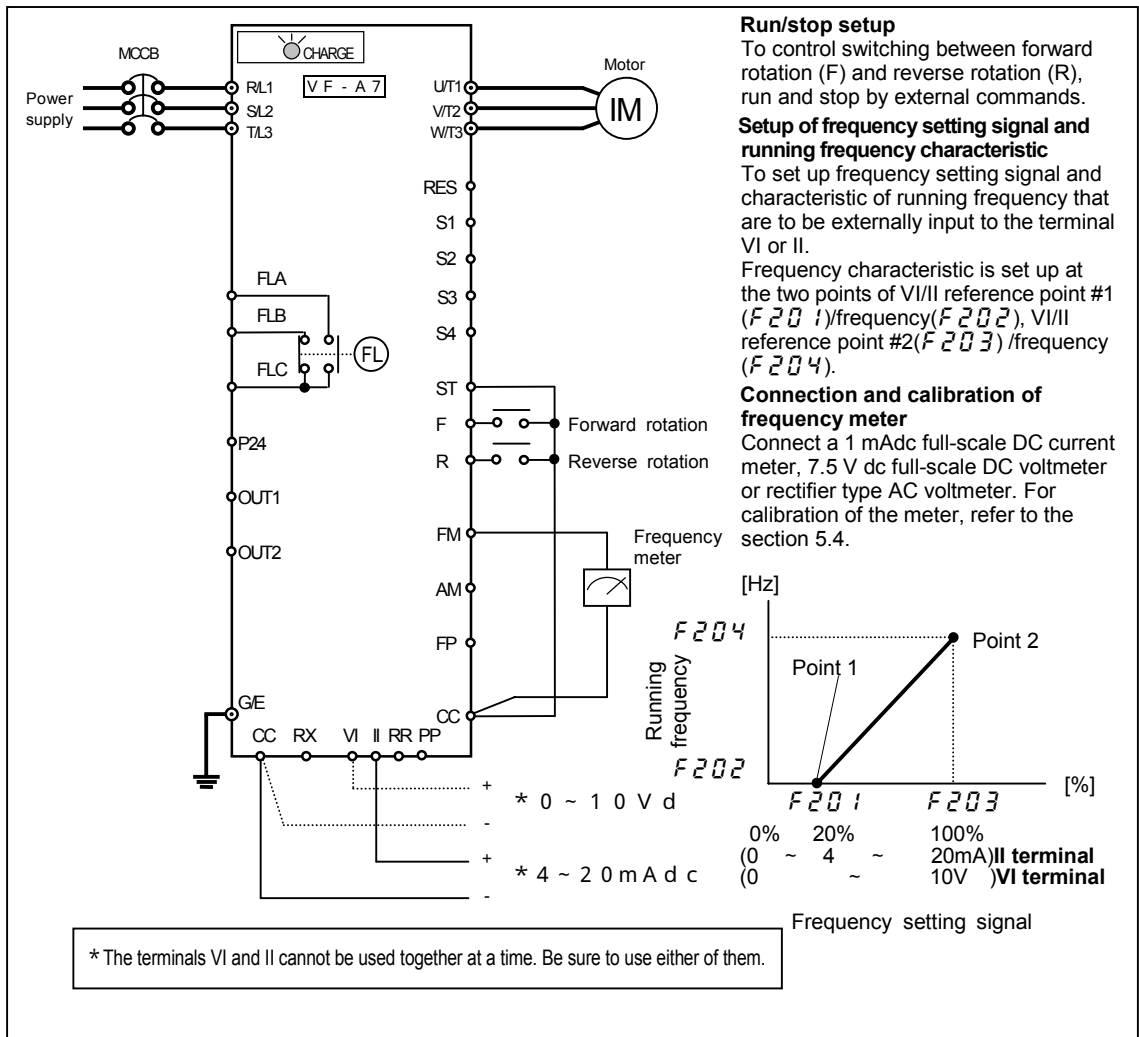 CHARGE
VF-A7
MCCB
Power
supply
R/L1
S/L2
T/L3
U/T1
V/T2
W/T3
Motor
IM
RES
S1
S2
S3
S4
FLA
FLB
FLC
FL
ST
F
Forward rotation
R
Reverse rotation
P24
OUT1
OUT2
FM
AM
FP
Frequency
meter
G/E
CC
CC RX VI II RR PP
+
* 0 ~ 10Vd
-
+
* 4 ~ 20mAdc
-
* The terminals VI and II cannot be used together at a time. Be sure to use either of them.
Run/stop setup
To control switching between forward
rotation (F) and reverse rotation (R),
run and stop by external commands.
Setup of frequency setting signal and
running frequency characteristic
To set up frequency setting signal and
characteristic of running frequency that
are to be externally input to the terminal
VI or II.
Frequency characteristic is set up at
the two points of VI/II reference point #1
(F201)/frequency(F202), VI/II
reference point #2(F203) /frequency
(F204).
Connection and calibration of
frequency meter
Connect a 1 mAdc full-scale DC current
meter, 7.5 V dc full-scale DC voltmeter
or rectifier type AC voltmeter. For
calibration of the meter, refer to the
section 5.4.
[Hz]
F204
Point 2
Point 1
Running
frequency
F202
[%]
F201 F203
0% 20% 100%
(0 ~ 4 ~ 20mA)II terminal
(0 ~ 10V )VI terminal
Frequency setting signal